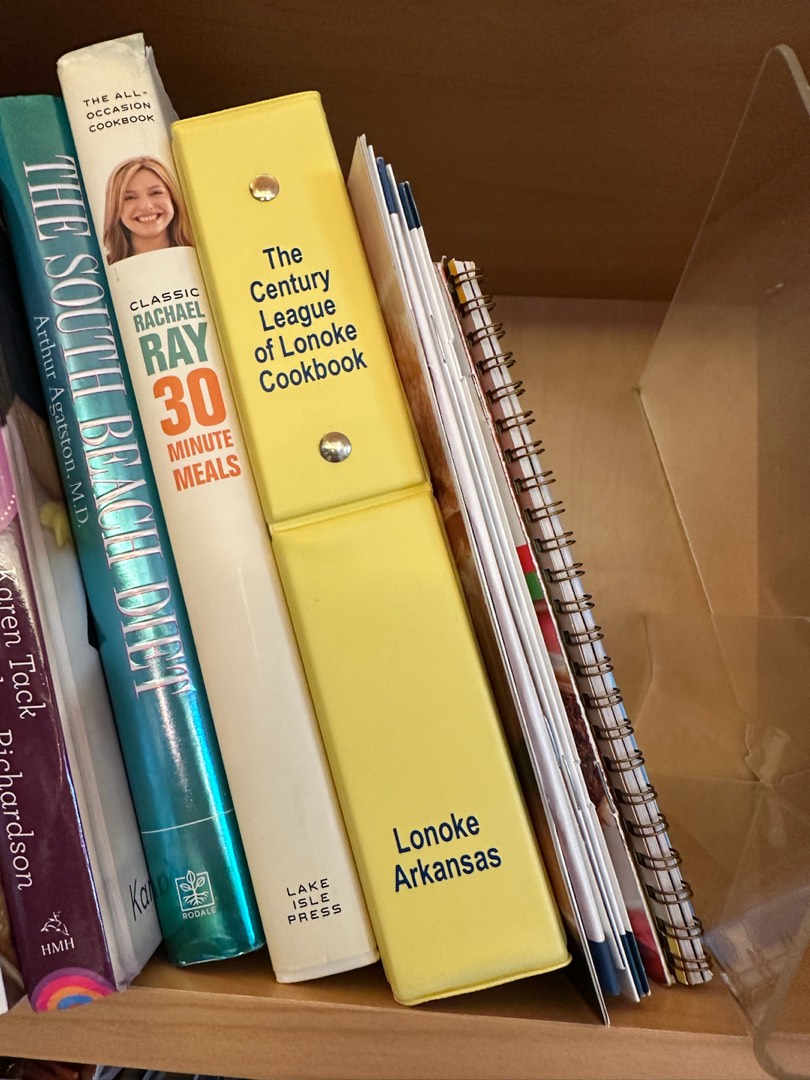 Karen Tack
Richardson
HMH
THE SOUTH BEACH DIET
Arthur Agatston, M.D.
RODALE
THE ALL-
OCCASION
COOKBOOK
CLASSIC
RACHAEL
RAY
30
MINUTE
MEALS
LAKE
ISLE
PRESS
The
Century
League
of Lonoke
Cookbook
Lonoke
Arkansas